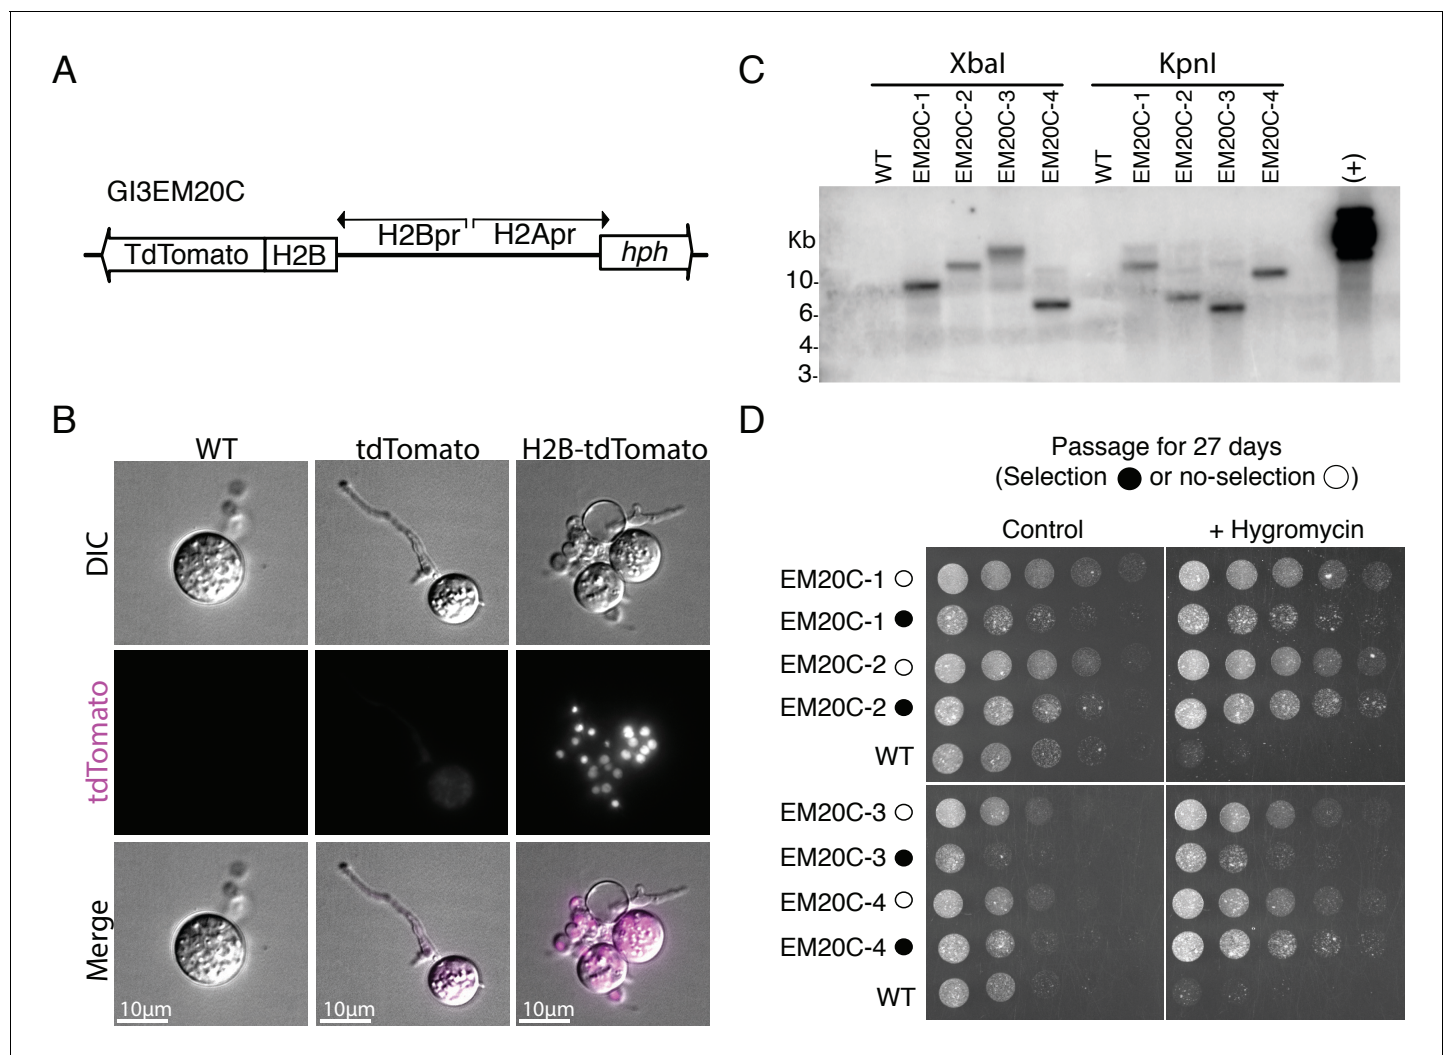 A
GI3EM20C
TdTomato H2B H2Bpr H2Apr hph
B
WT tdTomato H2B-tdTomato
DIC
tdTomato
Merge
10µm 10µm 10µm
C
XbaI KpnI
WT EM20C-1 EM20C-2 EM20C-3 EM20C-4 WT EM20C-1 EM20C-2 EM20C-3 EM20C-4 (+)
Kb
10-
6-
4-
3-
D
Passage for 27 days
(Selection ● or no-selection ○)
Control + Hygromycin
EM20C-1 ○
EM20C-1 ●
EM20C-2 ○
EM20C-2 ●
WT
EM20C-3 ○
EM20C-3 ●
EM20C-4 ○
EM20C-4 ●
WT